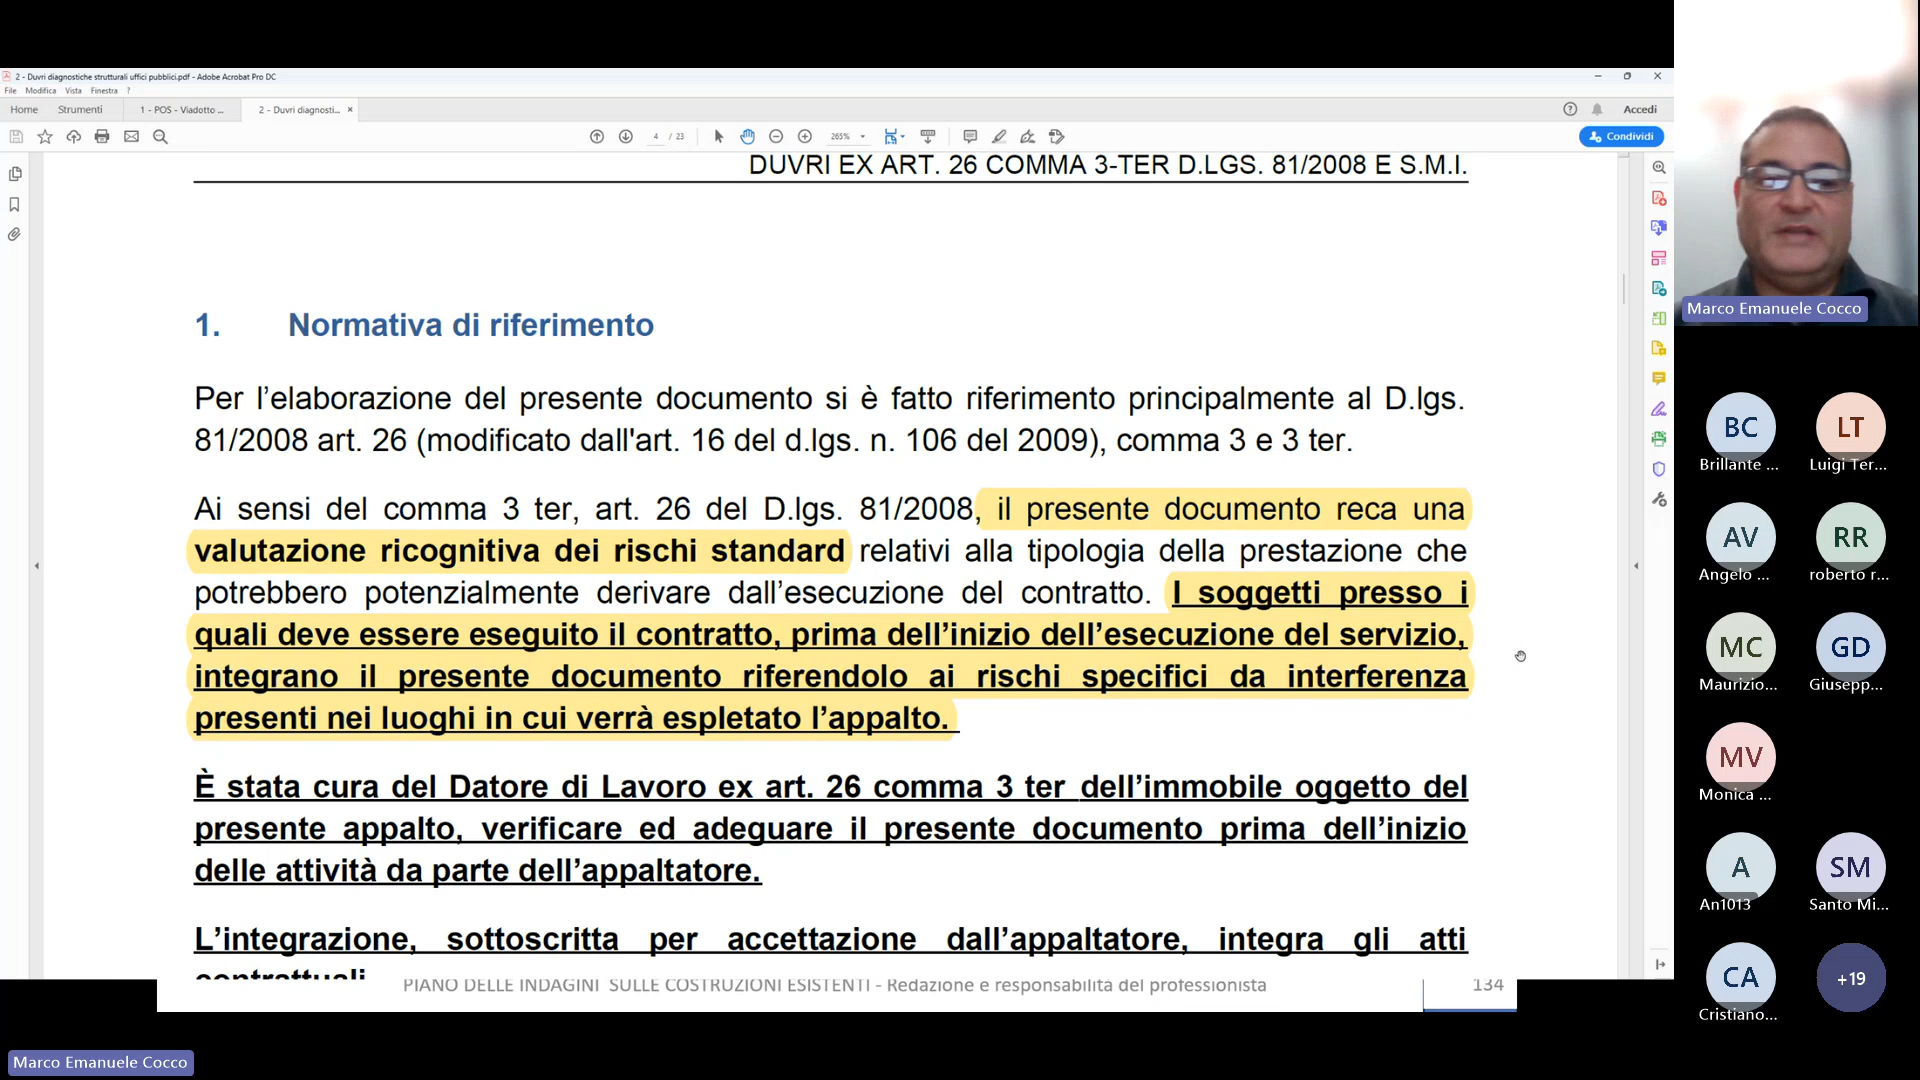 2 - Duvri diagnostiche strutturali uffici pubblici.pdf - Adobe Acrobat Pro DC
File Modifica Vista Finestra ?
Home Strumenti 1 - POS - Viadotto ... 2 - Duvri diagnosti... × Accedi
4 / 23 265% Condividi
DUVRI EX ART. 26 COMMA 3-TER D.LGS. 81/2008 E S.M.I.
1. Normativa di riferimento
Per l’elaborazione del presente documento si è fatto riferimento principalmente al D.lgs.
81/2008 art. 26 (modificato dall'art. 16 del d.lgs. n. 106 del 2009), comma 3 e 3 ter.
Ai sensi del comma 3 ter, art. 26 del D.lgs. 81/2008, il presente documento reca una
valutazione ricognitiva dei rischi standard relativi alla tipologia della prestazione che
potrebbero potenzialmente derivare dall’esecuzione del contratto. I soggetti presso i
quali deve essere eseguito il contratto, prima dell’inizio dell’esecuzione del servizio,
integrano il presente documento riferendolo ai rischi specifici da interferenza
presenti nei luoghi in cui verrà espletato l’appalto.
È stata cura del Datore di Lavoro ex art. 26 comma 3 ter dell’immobile oggetto del
presente appalto, verificare ed adeguare il presente documento prima dell’inizio
delle attività da parte dell’appaltatore.
L’integrazione, sottoscritta per accettazione dall’appaltatore, integra gli atti
contrattuali.
PIANO DELLE INDAGINI SULLE COSTRUZIONI ESISTENTI - Redazione e responsabilità del professionista 134
Marco Emanuele Cocco
Marco Emanuele Cocco
BC LT
Brillante ... Luigi Ter...
AV RR
Angelo ... roberto r...
MC GD
Maurizio... Giusepp...
MV
Monica ...
A SM
An1013 Santo Mi...
CA +19
Cristiano...